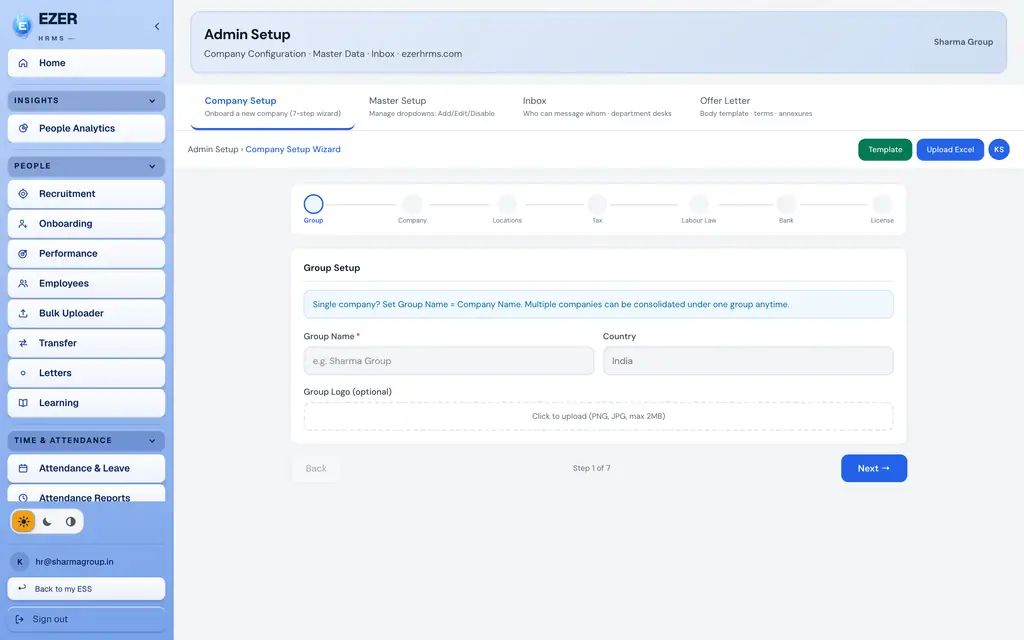 EZER
HRMS —
Home
INSIGHTS
People Analytics
PEOPLE
Recruitment
Onboarding
Performance
Employees
Bulk Uploader
Transfer
Letters
Learning
TIME & ATTENDANCE
Attendance & Leave
Attendance Reports
K hr@sharmagroup.in
Back to my ESS
Sign out
Admin Setup
Company Configuration · Master Data · Inbox · ezerhrms.com
Sharma Group
Company Setup
Onboard a new company (7-step wizard)
Master Setup
Manage dropdowns: Add/Edit/Disable
Inbox
Who can message whom · department desks
Offer Letter
Body template · terms · annexures
Admin Setup › Company Setup Wizard
Template
Upload Excel
KS
Group
Company
Locations
Tax
Labour Law
Bank
License
Group Setup
Single company? Set Group Name = Company Name. Multiple companies can be consolidated under one group anytime.
Group Name *
e.g. Sharma Group
Country
India
Group Logo (optional)
Click to upload (PNG, JPG, max 2MB)
Back
Step 1 of 7
Next →